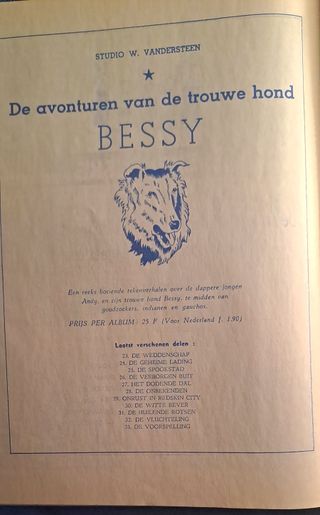 STUDIO W. VANDERSTEEN
De avonturen van de trouwe hond
BESSY
Een reeks boeiende tekenverhalen over de dappere jongen
Andy, en zijn trouwe hond Bessy, te midden van
goudzoekers, indianen en gauchos.
PRIJS PER ALBUM: 25 F (Voor Nederland f. 1.90)
Laatst verschenen delen :
23. DE WEDDENSCHAP
24. DE GEHEIME LADING
25. DE SPOOKSTAD
26. DE VERBORGEN BUIT
27. HET DODENDE DAL
28. DE ONBEKENDEN
29. ONRUST IN REDSKIN CITY
30. DE WITTE BEVER
31. DE HUILENDE ROTSEN
32. DE VLUCHTELING
33. DE VOORSPELLING